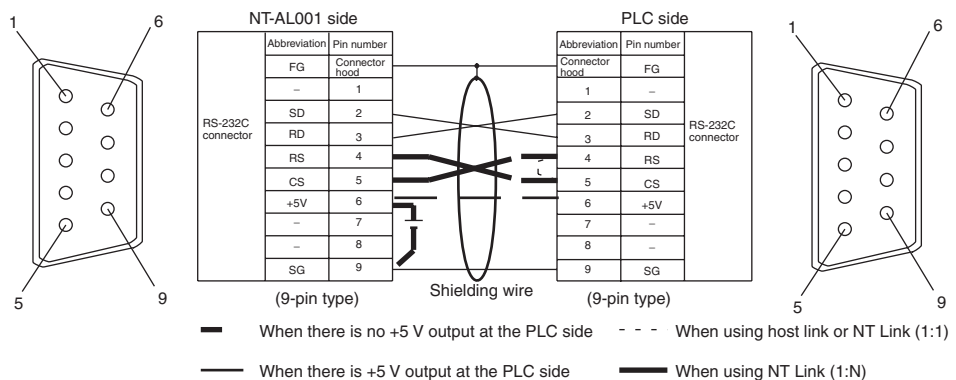 NT-AL001 side PLC side
1 6 1 6
Abbreviation Pin number Abbreviation Pin number
FG Connector hood Connector hood FG
– 1 1 –
SD 2 2 SD
RS-232C connector RD 3 3 RD RS-232C connector
RS 4 4 RS
CS 5 5 CS
+5V 6 6 +5V
– 7 7 –
– 8 8 –
SG 9 9 SG
5 9 5 9
(9-pin type) Shielding wire (9-pin type)
When there is no +5 V output at the PLC side When using host link or NT Link (1:1)
When there is +5 V output at the PLC side When using NT Link (1:N)